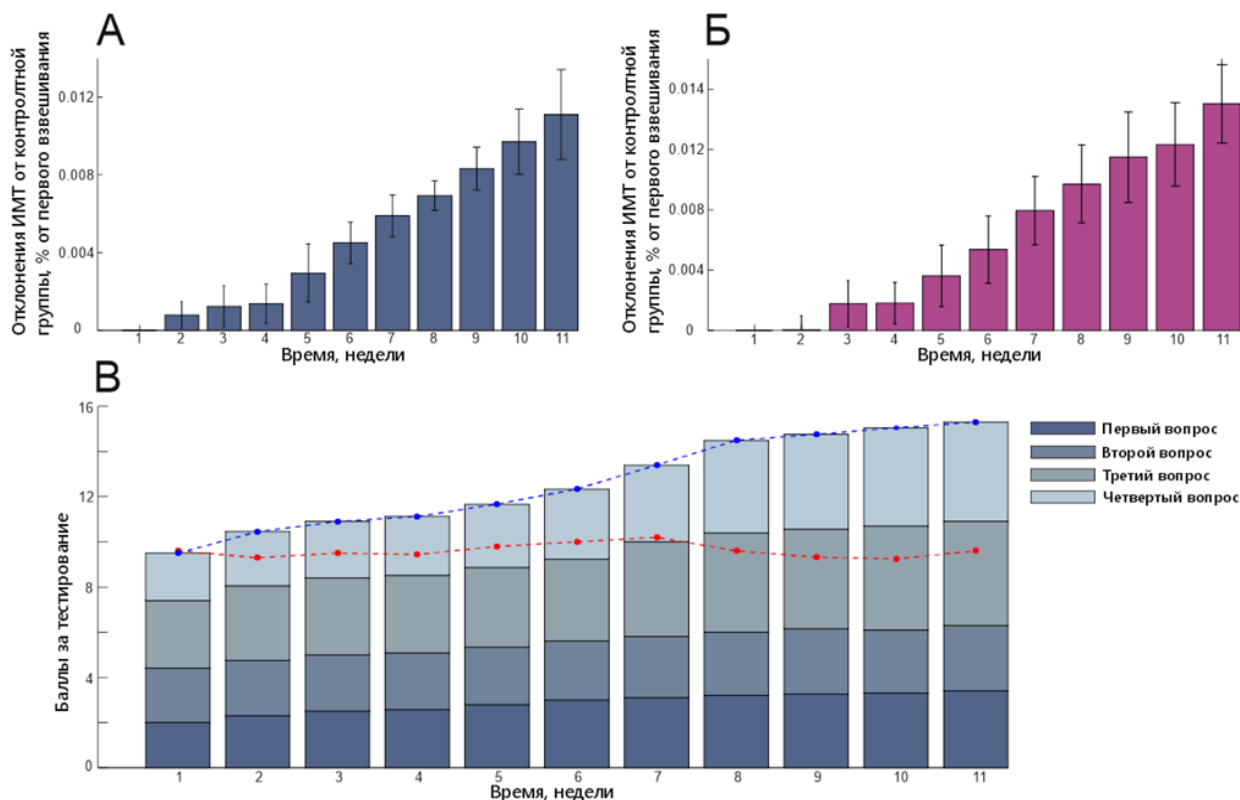 А
Отклонения ИМТ от контролтной
группы, % от первого взвешивания
0.012
0.008
0.004
0
1 2 3 4 5 6 7 8 9 10 11
Время, недели
Б
Отклонения ИМТ от контролтной
группы, % от первого взвешивания
0.014
0.012
0.008
0.004
0
1 2 3 4 5 6 7 8 9 10 11
Время, недели
В
Баллы за тестирование
16
12
8
4
0
1 2 3 4 5 6 7 8 9 10 11
Время, недели
Первый вопрос
Второй вопрос
Третий вопрос
Четвертый вопрос